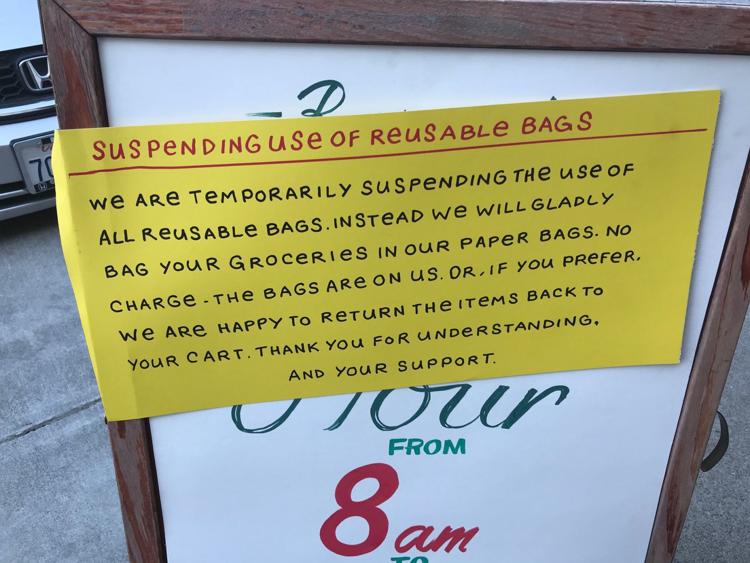 SUSPENDING USE OF REUSABLE BAGS
WE ARE TEMPORARILY SUSPENDING THE USE OF
ALL REUSABLE BAGS. INSTEAD WE WILL GLADLY
BAG YOUR GROCERIES IN OUR PAPER BAGS. NO
CHARGE - THE BAGS ARE ON US. OR, IF YOU PREFER,
WE ARE HAPPY TO RETURN THE ITEMS BACK TO
YOUR CART. THANK YOU FOR UNDERSTANDING,
AND YOUR SUPPORT.
Hour
FROM
8 am
TO